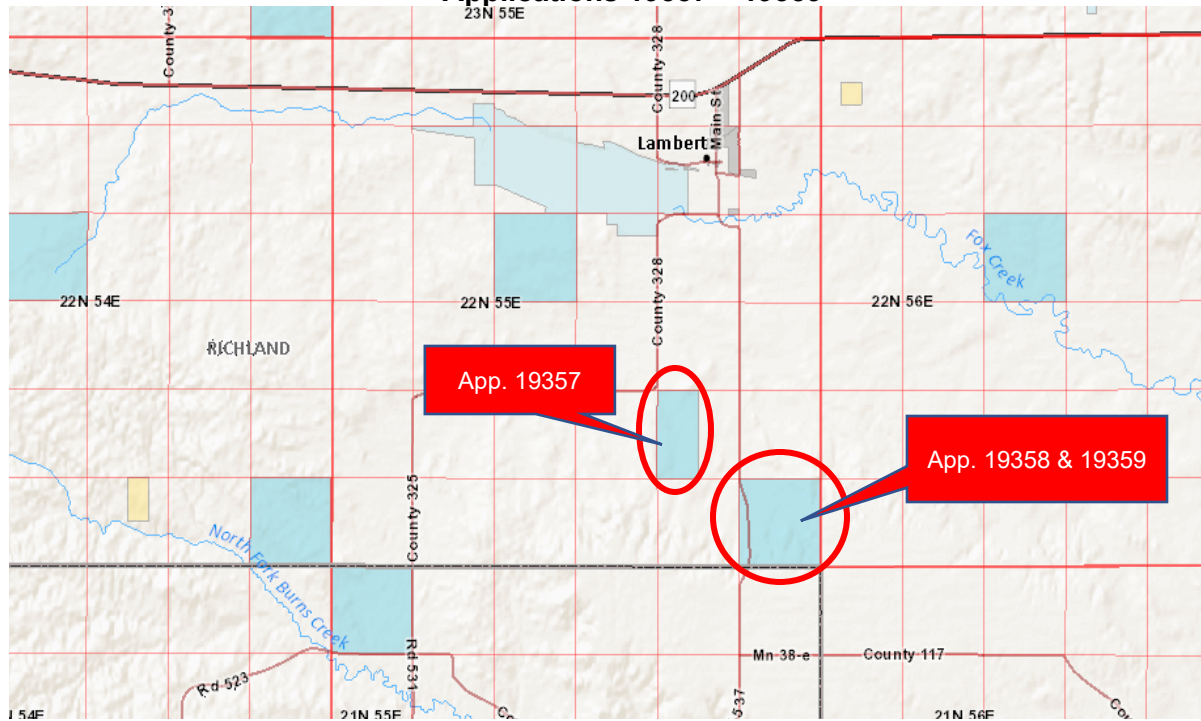 23N 55E
County 328
200
Main St
Lambert
Fox Creek
22N 54E
22N 55E
22N 56E
County 328
RICHLAND
App. 19357
App. 19358 & 19359
County 325
North Fork Burns Creek
Rd 531
Mn 38-e
County 117
Rd 523
537
21N 55E
21N 56E